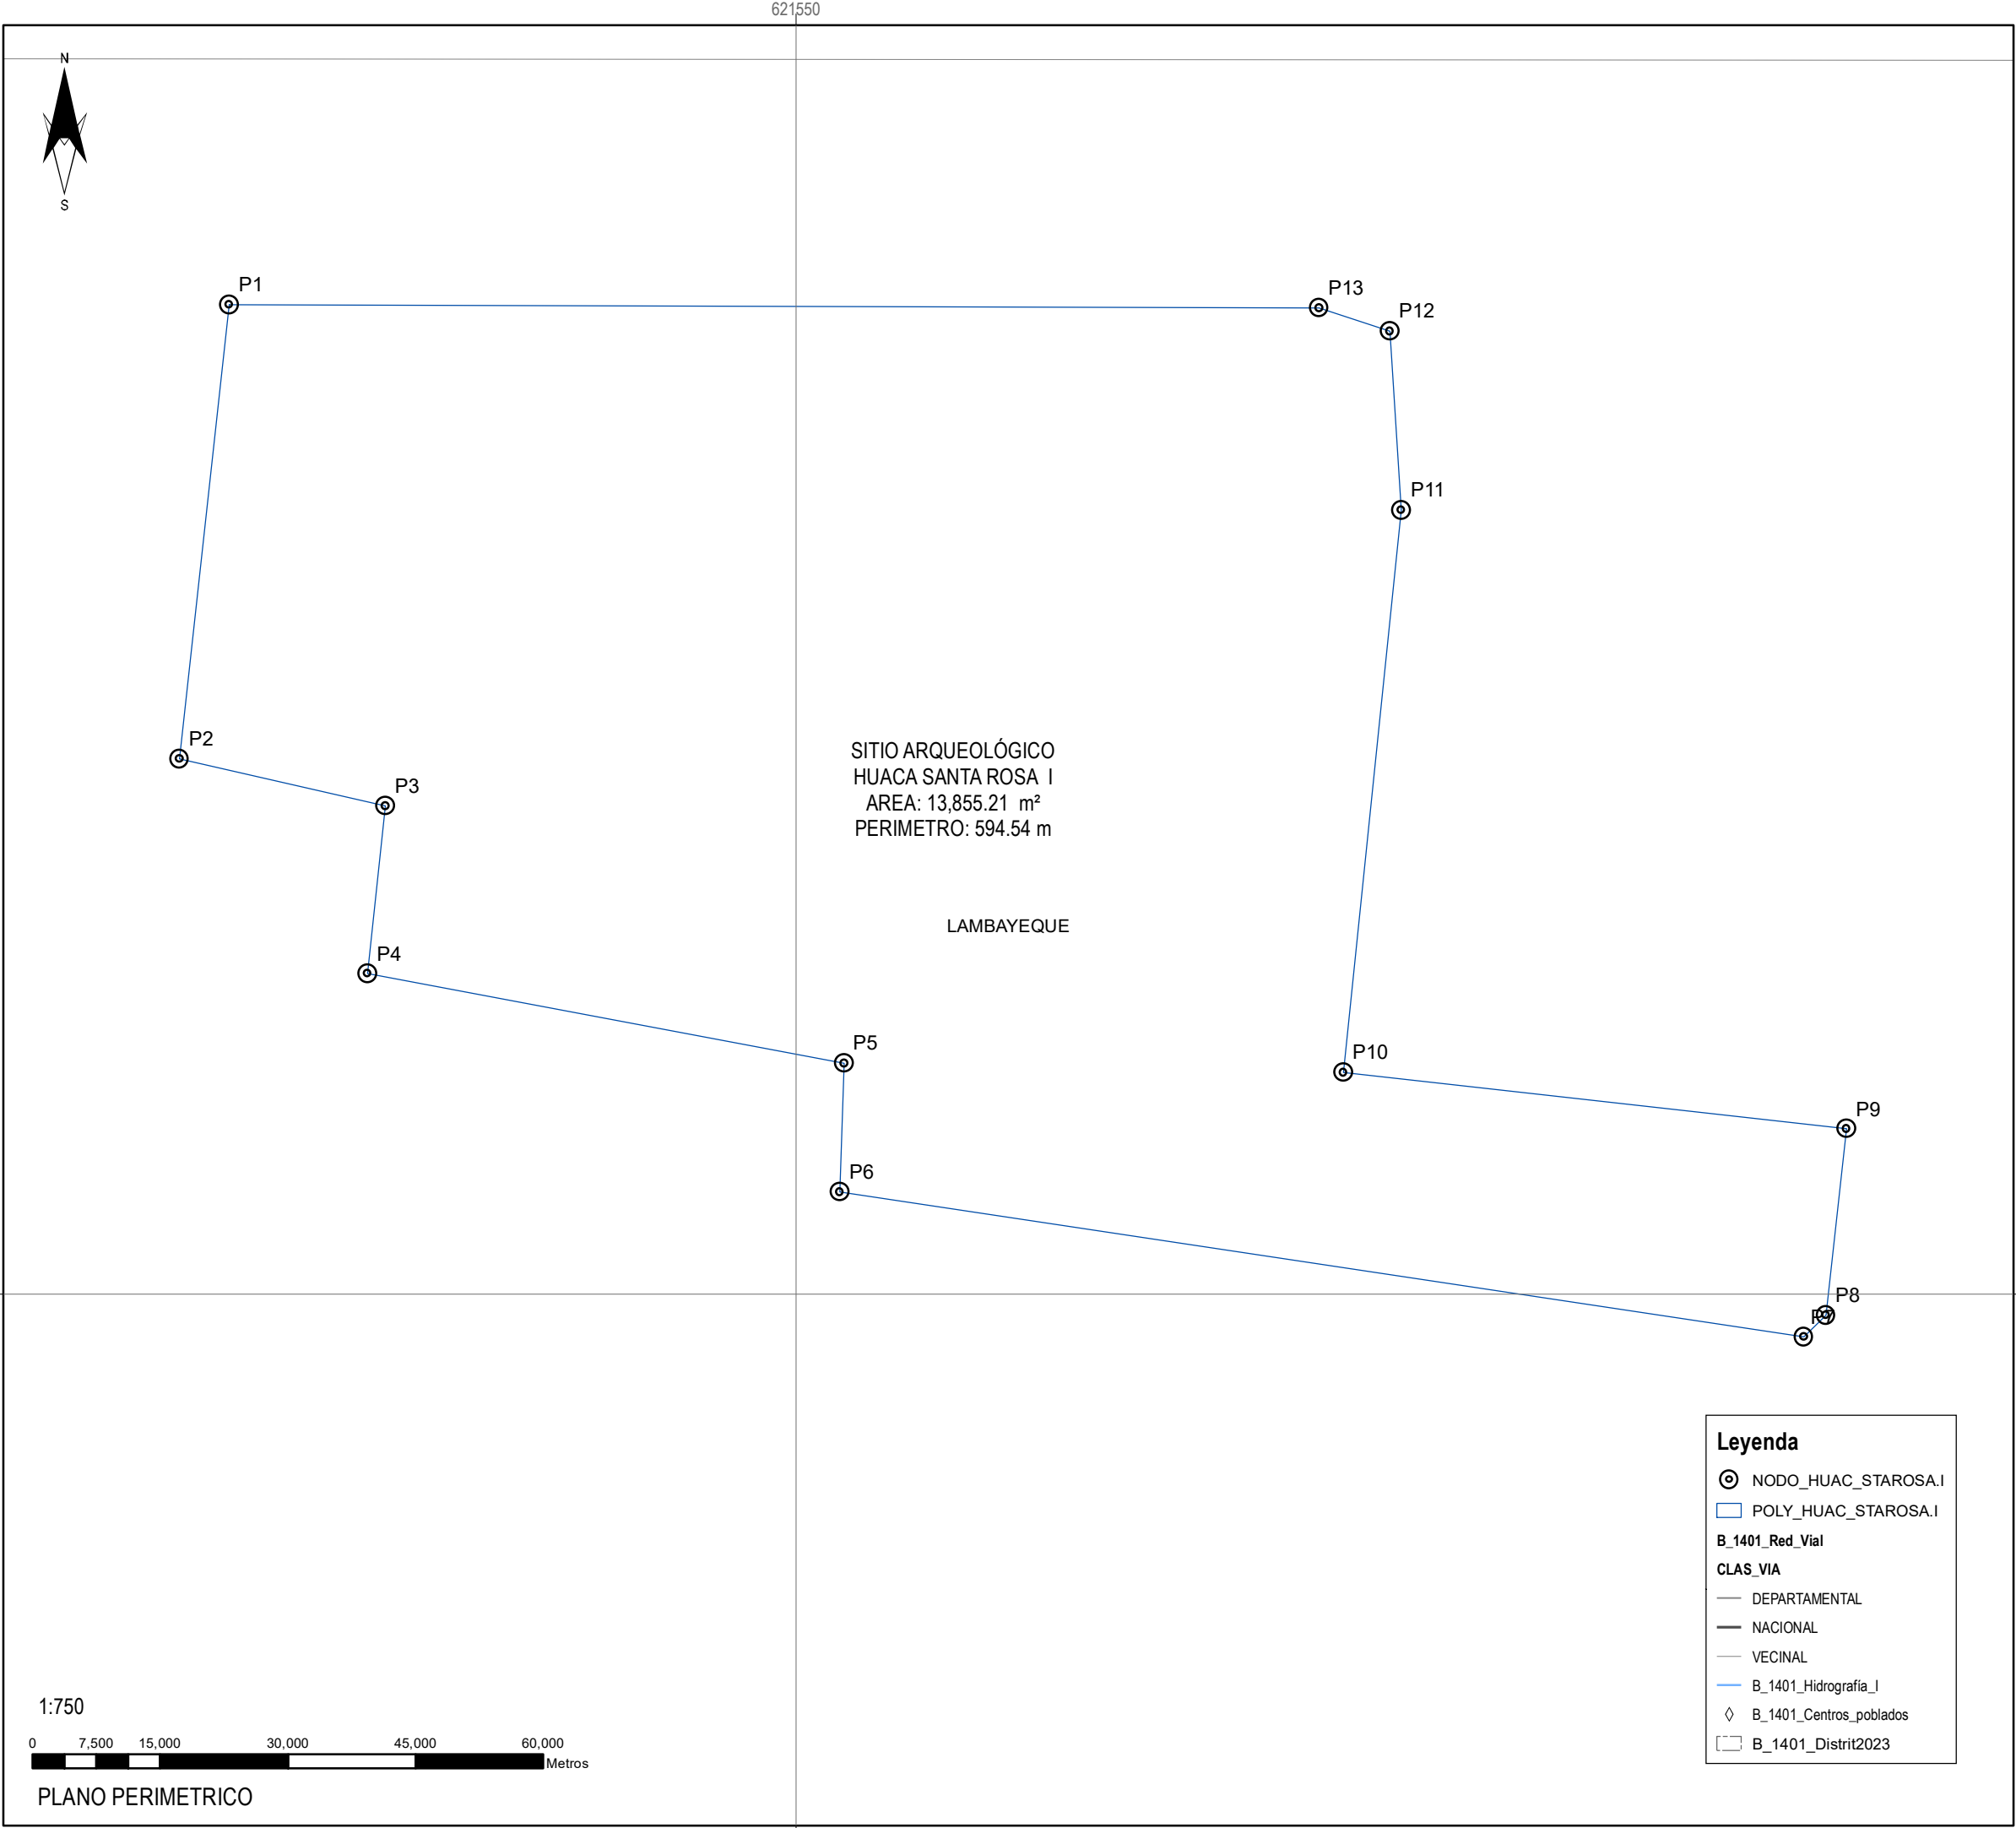 621550
N
S
P1
P13
P12
P11
P2
P3
SITIO ARQUEOLÓGICO
HUACA SANTA ROSA I
AREA: 13,855.21 m²
PERIMETRO: 594.54 m
LAMBAYEQUE
P4
P5
P10
P9
P6
P8
P7
Leyenda
NODO_HUAC_STAROSA.I
POLY_HUAC_STAROSA.I
B_1401_Red_Vial
CLAS_VIA
DEPARTAMENTAL
NACIONAL
VECINAL
B_1401_Hidrografía_I
B_1401_Centros_poblados
B_1401_Distrit2023
1:750
0 7,500 15,000 30,000 45,000 60,000
Metros
PLANO PERIMETRICO